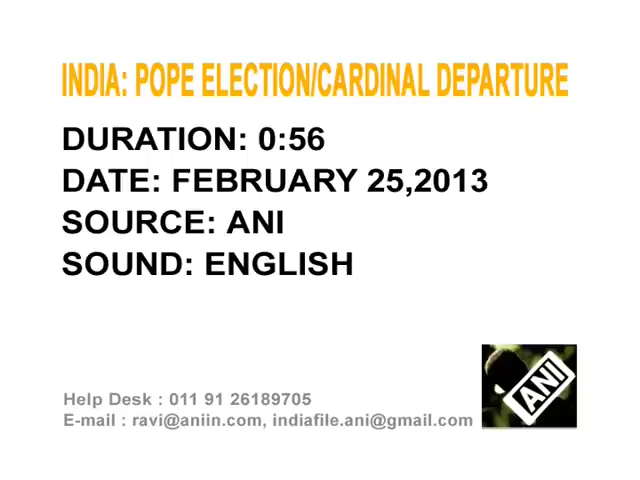 INDIA: POPE ELECTION/CARDINAL DEPARTURE
DURATION: 0:56
DATE: FEBRUARY 25,2013
SOURCE: ANI
SOUND: ENGLISH
ANI
Help Desk : 011 91 26189705
E-mail : ravi@aniin.com, indiafile.ani@gmail.com